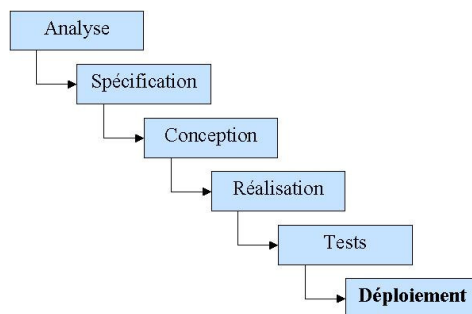 Analyse
Spécification
Conception
Réalisation
Tests
Déploiement